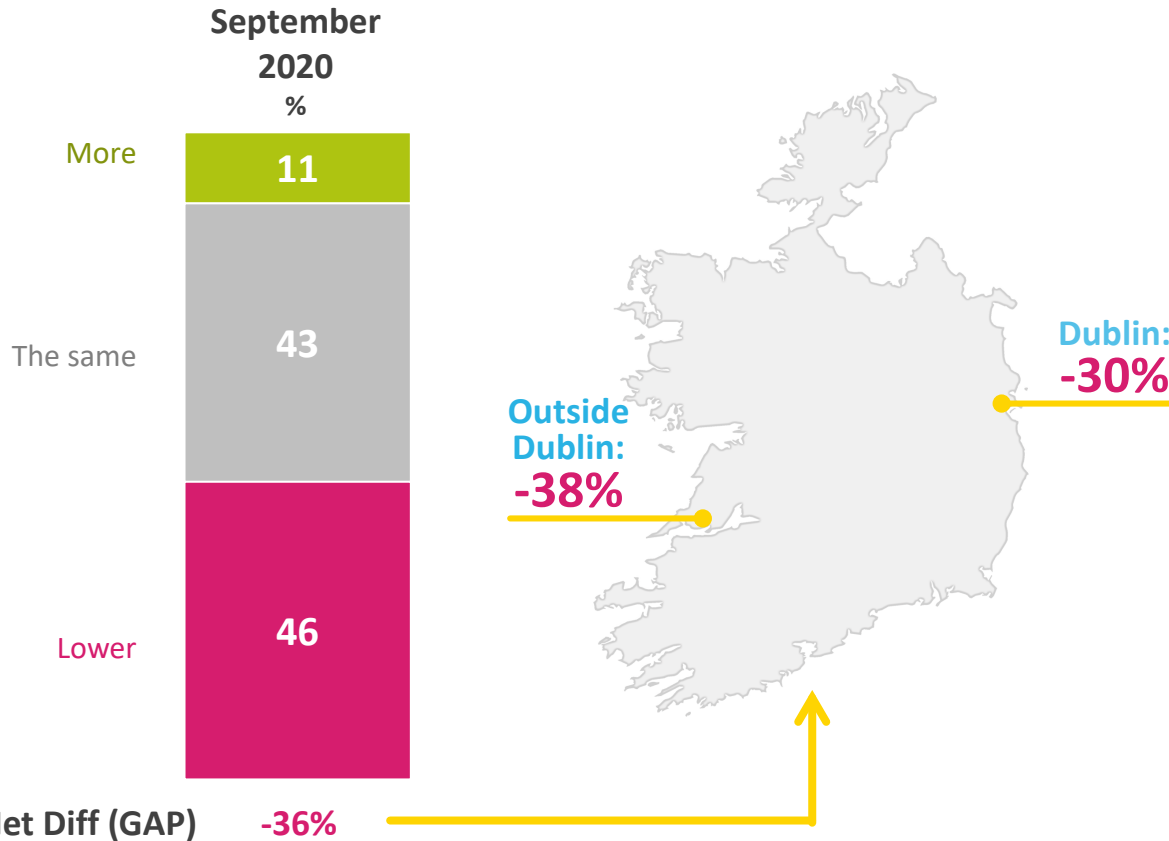 September
2020
%
More
11
The same
43
Lower
46
Outside
Dublin:
-38%
Dublin:
-30%
et Diff (GAP) -36%